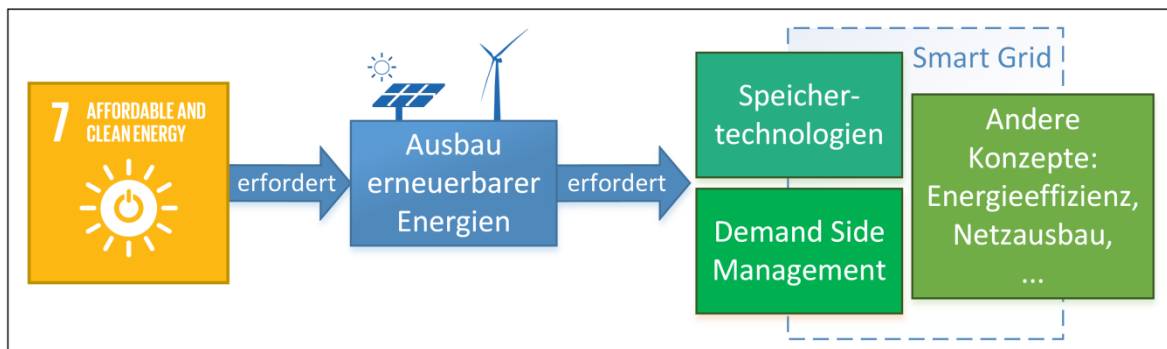 7 AFFORDABLE AND
CLEAN ENERGY
erfordert
Ausbau
erneuerbarer
Energien
erfordert
Smart Grid
Speicher-
technologien
Demand Side
Management
Andere
Konzepte:
Energieeffizienz,
Netzausbau,
...